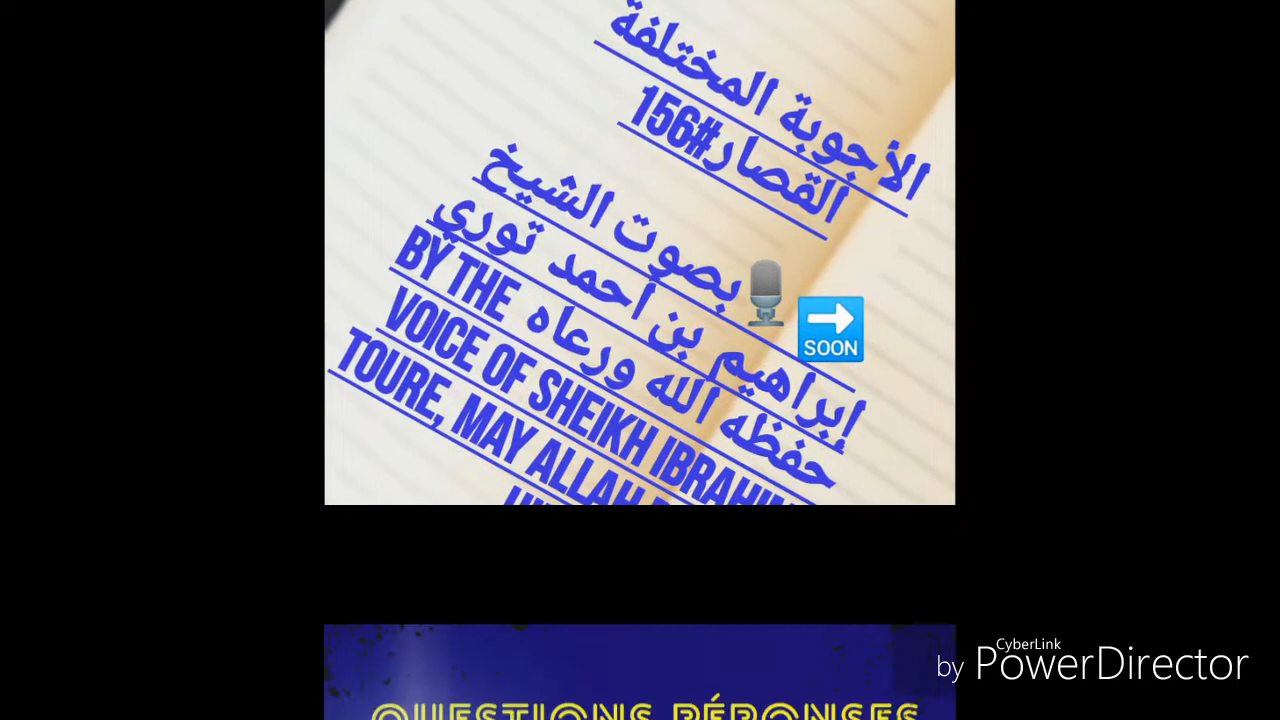 الأجوبة المختلفة
القصار#156
بصوت الشيخ
إبراهيم بن أحمد توري
حفظه الله ورعاه BY THE
VOICE OF SHEIKH IBRAHIM
TOURE, MAY ALLAH
SOON
QUESTIONS RÉPONSES
CyberLink
by PowerDirector